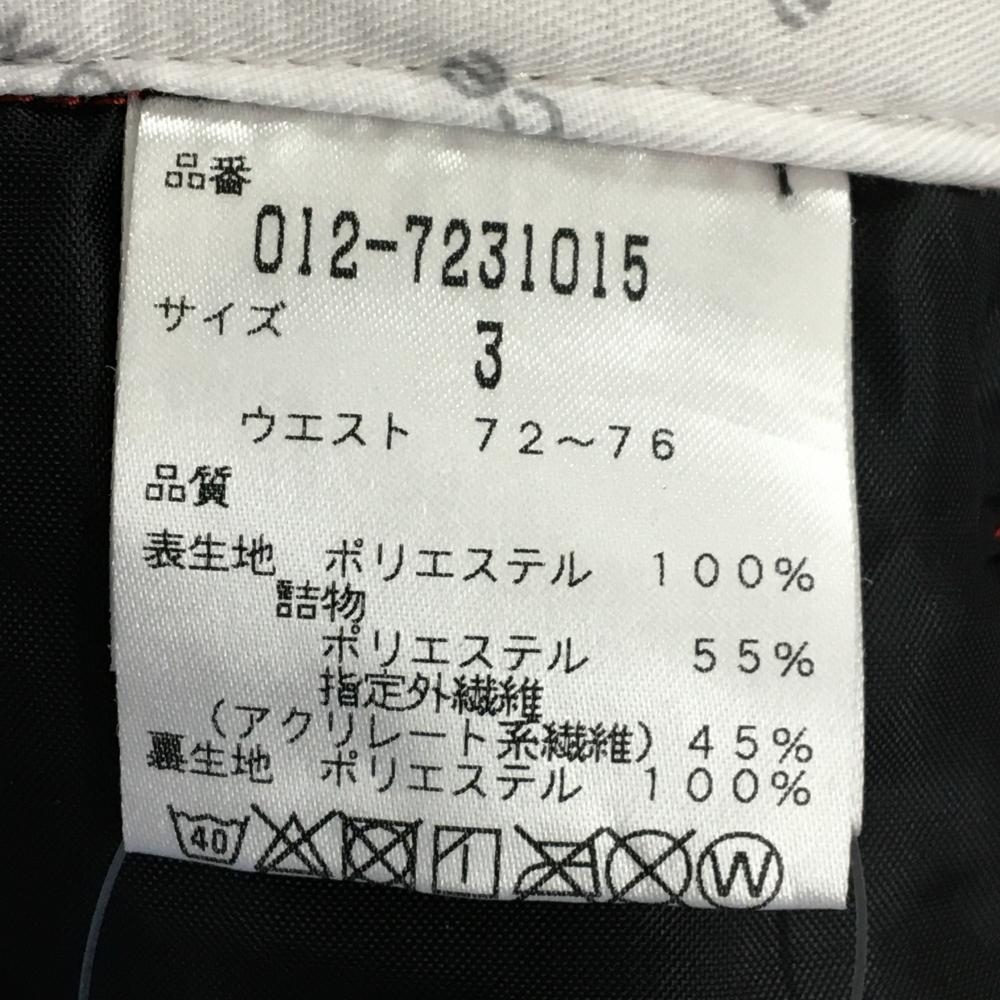 品番
012-7231015
サイズ
3
ウエスト ７２～７６
品質
表生地 ポリエステル １００％
詰物
ポリエステル ５５％
指定外繊維
（アクリレート系繊維） ４５％
裏生地 ポリエステル １００％
40 W